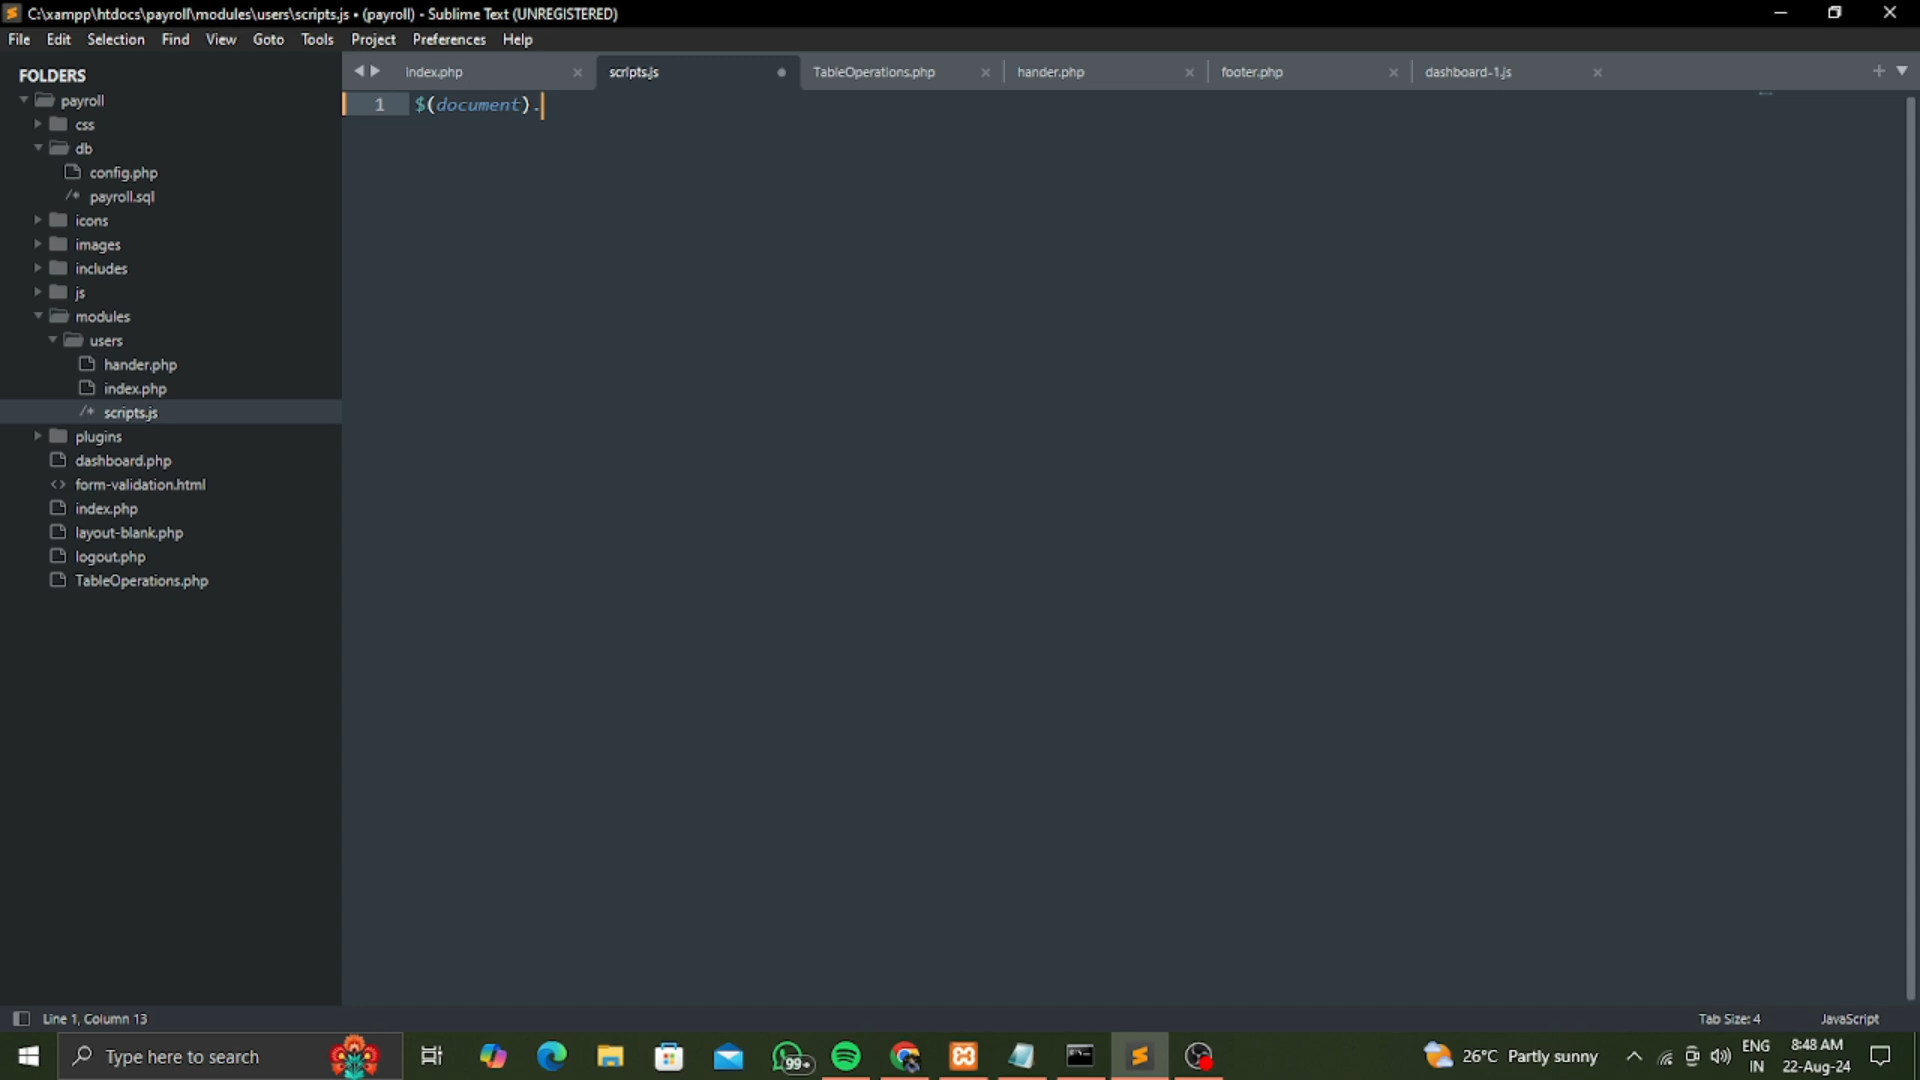 C:\xampp\htdocs\payroll\modules\users\scripts.js • (payroll) - Sublime Text (UNREGISTERED)
File Edit Selection Find View Goto Tools Project Preferences Help
FOLDERS
payroll
css
db
config.php
payroll.sql
icons
images
includes
js
modules
users
hander.php
index.php
scripts.js
plugins
dashboard.php
form-validation.html
index.php
layout-blank.php
logout.php
TableOperations.php
index.php scripts.js TableOperations.php hander.php footer.php dashboard-1.js
1 $(document).
Line 1, Column 13 Tab Size: 4 JavaScript
Type here to search 99+ 26°C Partly sunny ENG 8:48 AM
IN 22-Aug-24